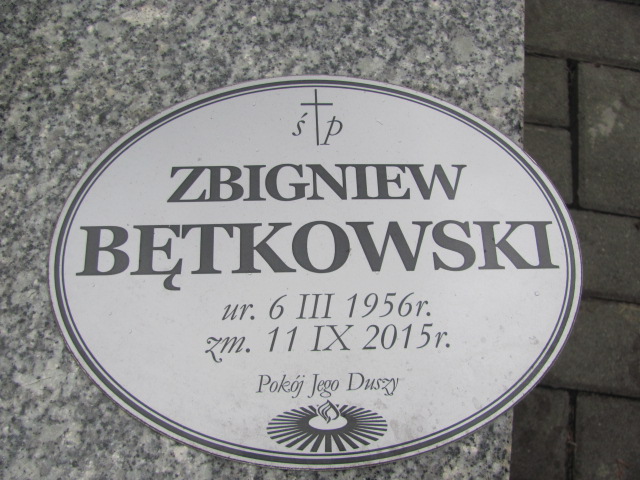 ś p
ZBIGNIEW
BĘTKOWSKI
ur. 6 III 1956r.
zm. 11 IX 2015r.
Pokój Jego Duszy